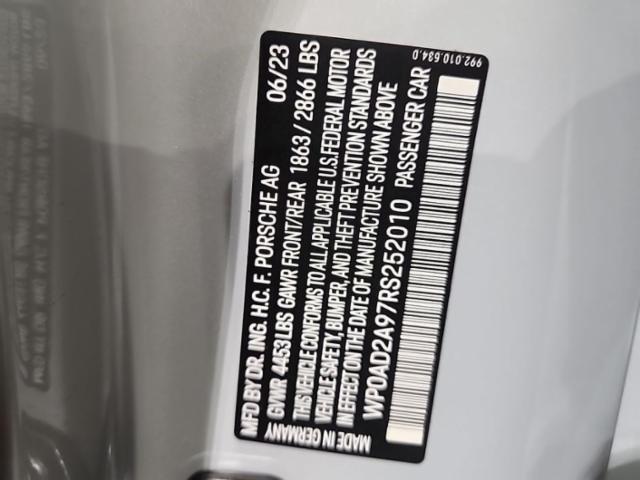 MFD BY DR. ING. H.C. F. PORSCHE AG 06/23
GVWR 4453 LBS GAWR FRONT/REAR 1863/2866 LBS
THIS VEHICLE CONFORMS TO ALL APPLICABLE U.S. FEDERAL MOTOR
VEHICLE SAFETY, BUMPER, AND THEFT PREVENTION STANDARDS
IN EFFECT ON THE DATE OF MANUFACTURE SHOWN ABOVE
WP0AD2A97RS252010 PASSENGER CAR
MADE IN GERMANY
992.010.634.0